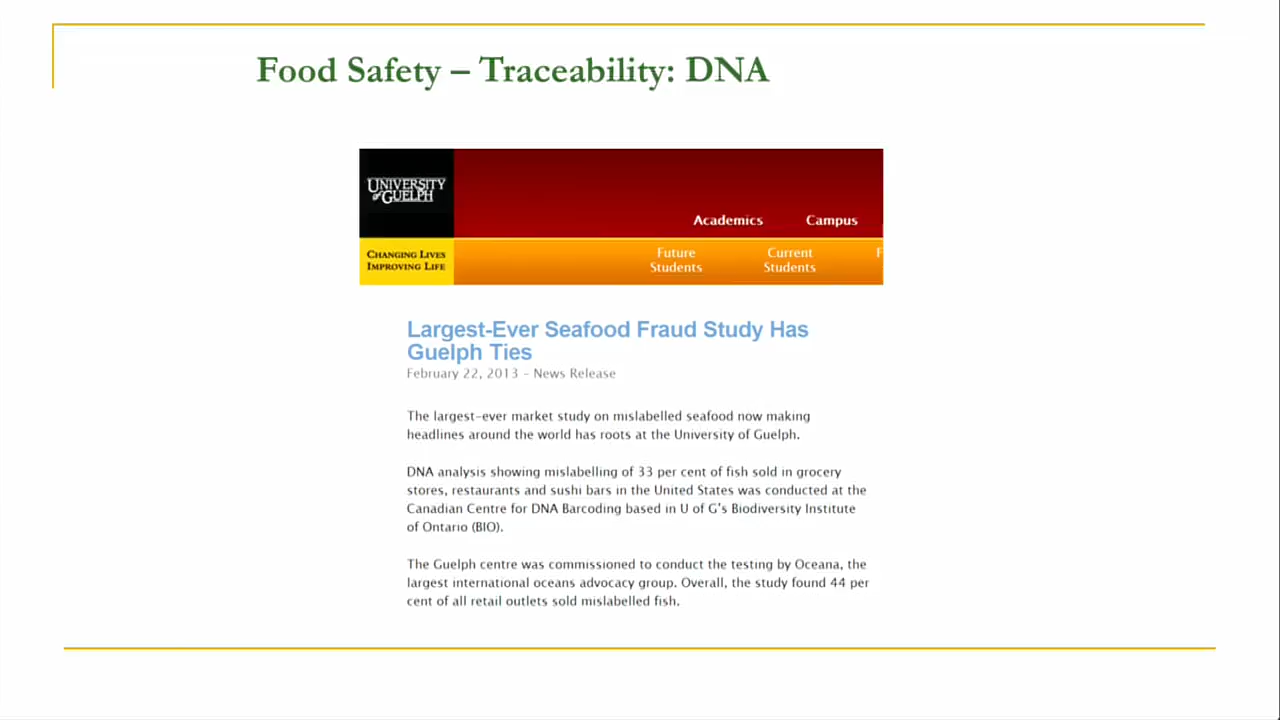 Food Safety – Traceability: DNA
UNIVERSITY
of GUELPH
Academics Campus
CHANGING LIVES
IMPROVING LIFE
Future
Students
Current
Students
F
Largest-Ever Seafood Fraud Study Has
Guelph Ties
February 22, 2013 - News Release
The largest-ever market study on mislabelled seafood now making
headlines around the world has roots at the University of Guelph.
DNA analysis showing mislabelling of 33 per cent of fish sold in grocery
stores, restaurants and sushi bars in the United States was conducted at the
Canadian Centre for DNA Barcoding based in U of G's Biodiversity Institute
of Ontario (BIO).
The Guelph centre was commissioned to conduct the testing by Oceana, the
largest international oceans advocacy group. Overall, the study found 44 per
cent of all retail outlets sold mislabelled fish.